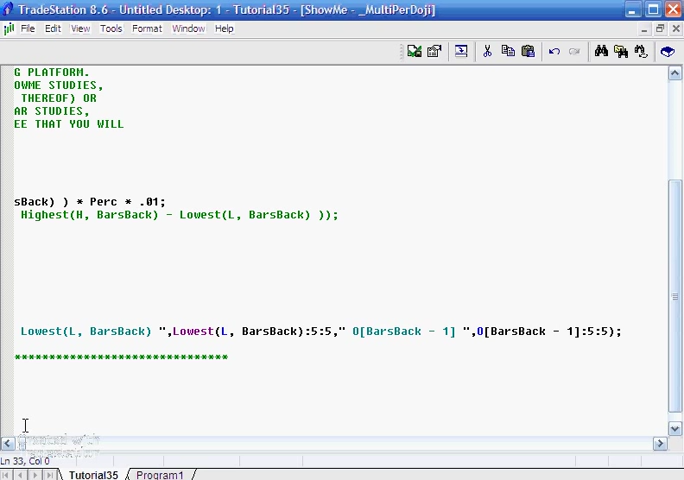 TradeStation 8.6 - Untitled Desktop: 1 - Tutorial35 - [ShowMe - _MultiPerDoji]
File Edit View Tools Format Window Help
G PLATFORM.
OWME STUDIES,
THEREOF) OR
AR STUDIES,
EE THAT YOU WILL
sBack) ) * Perc * .01;
Highest(H, BarsBack) - Lowest(L, BarsBack) ));
Lowest(L, BarsBack) ",Lowest(L, BarsBack):5:5," O[BarsBack - 1] ",O[BarsBack - 1]:5:5);
*******************************
Created with
Ln 33, Col 0
Tutorial35 Program1